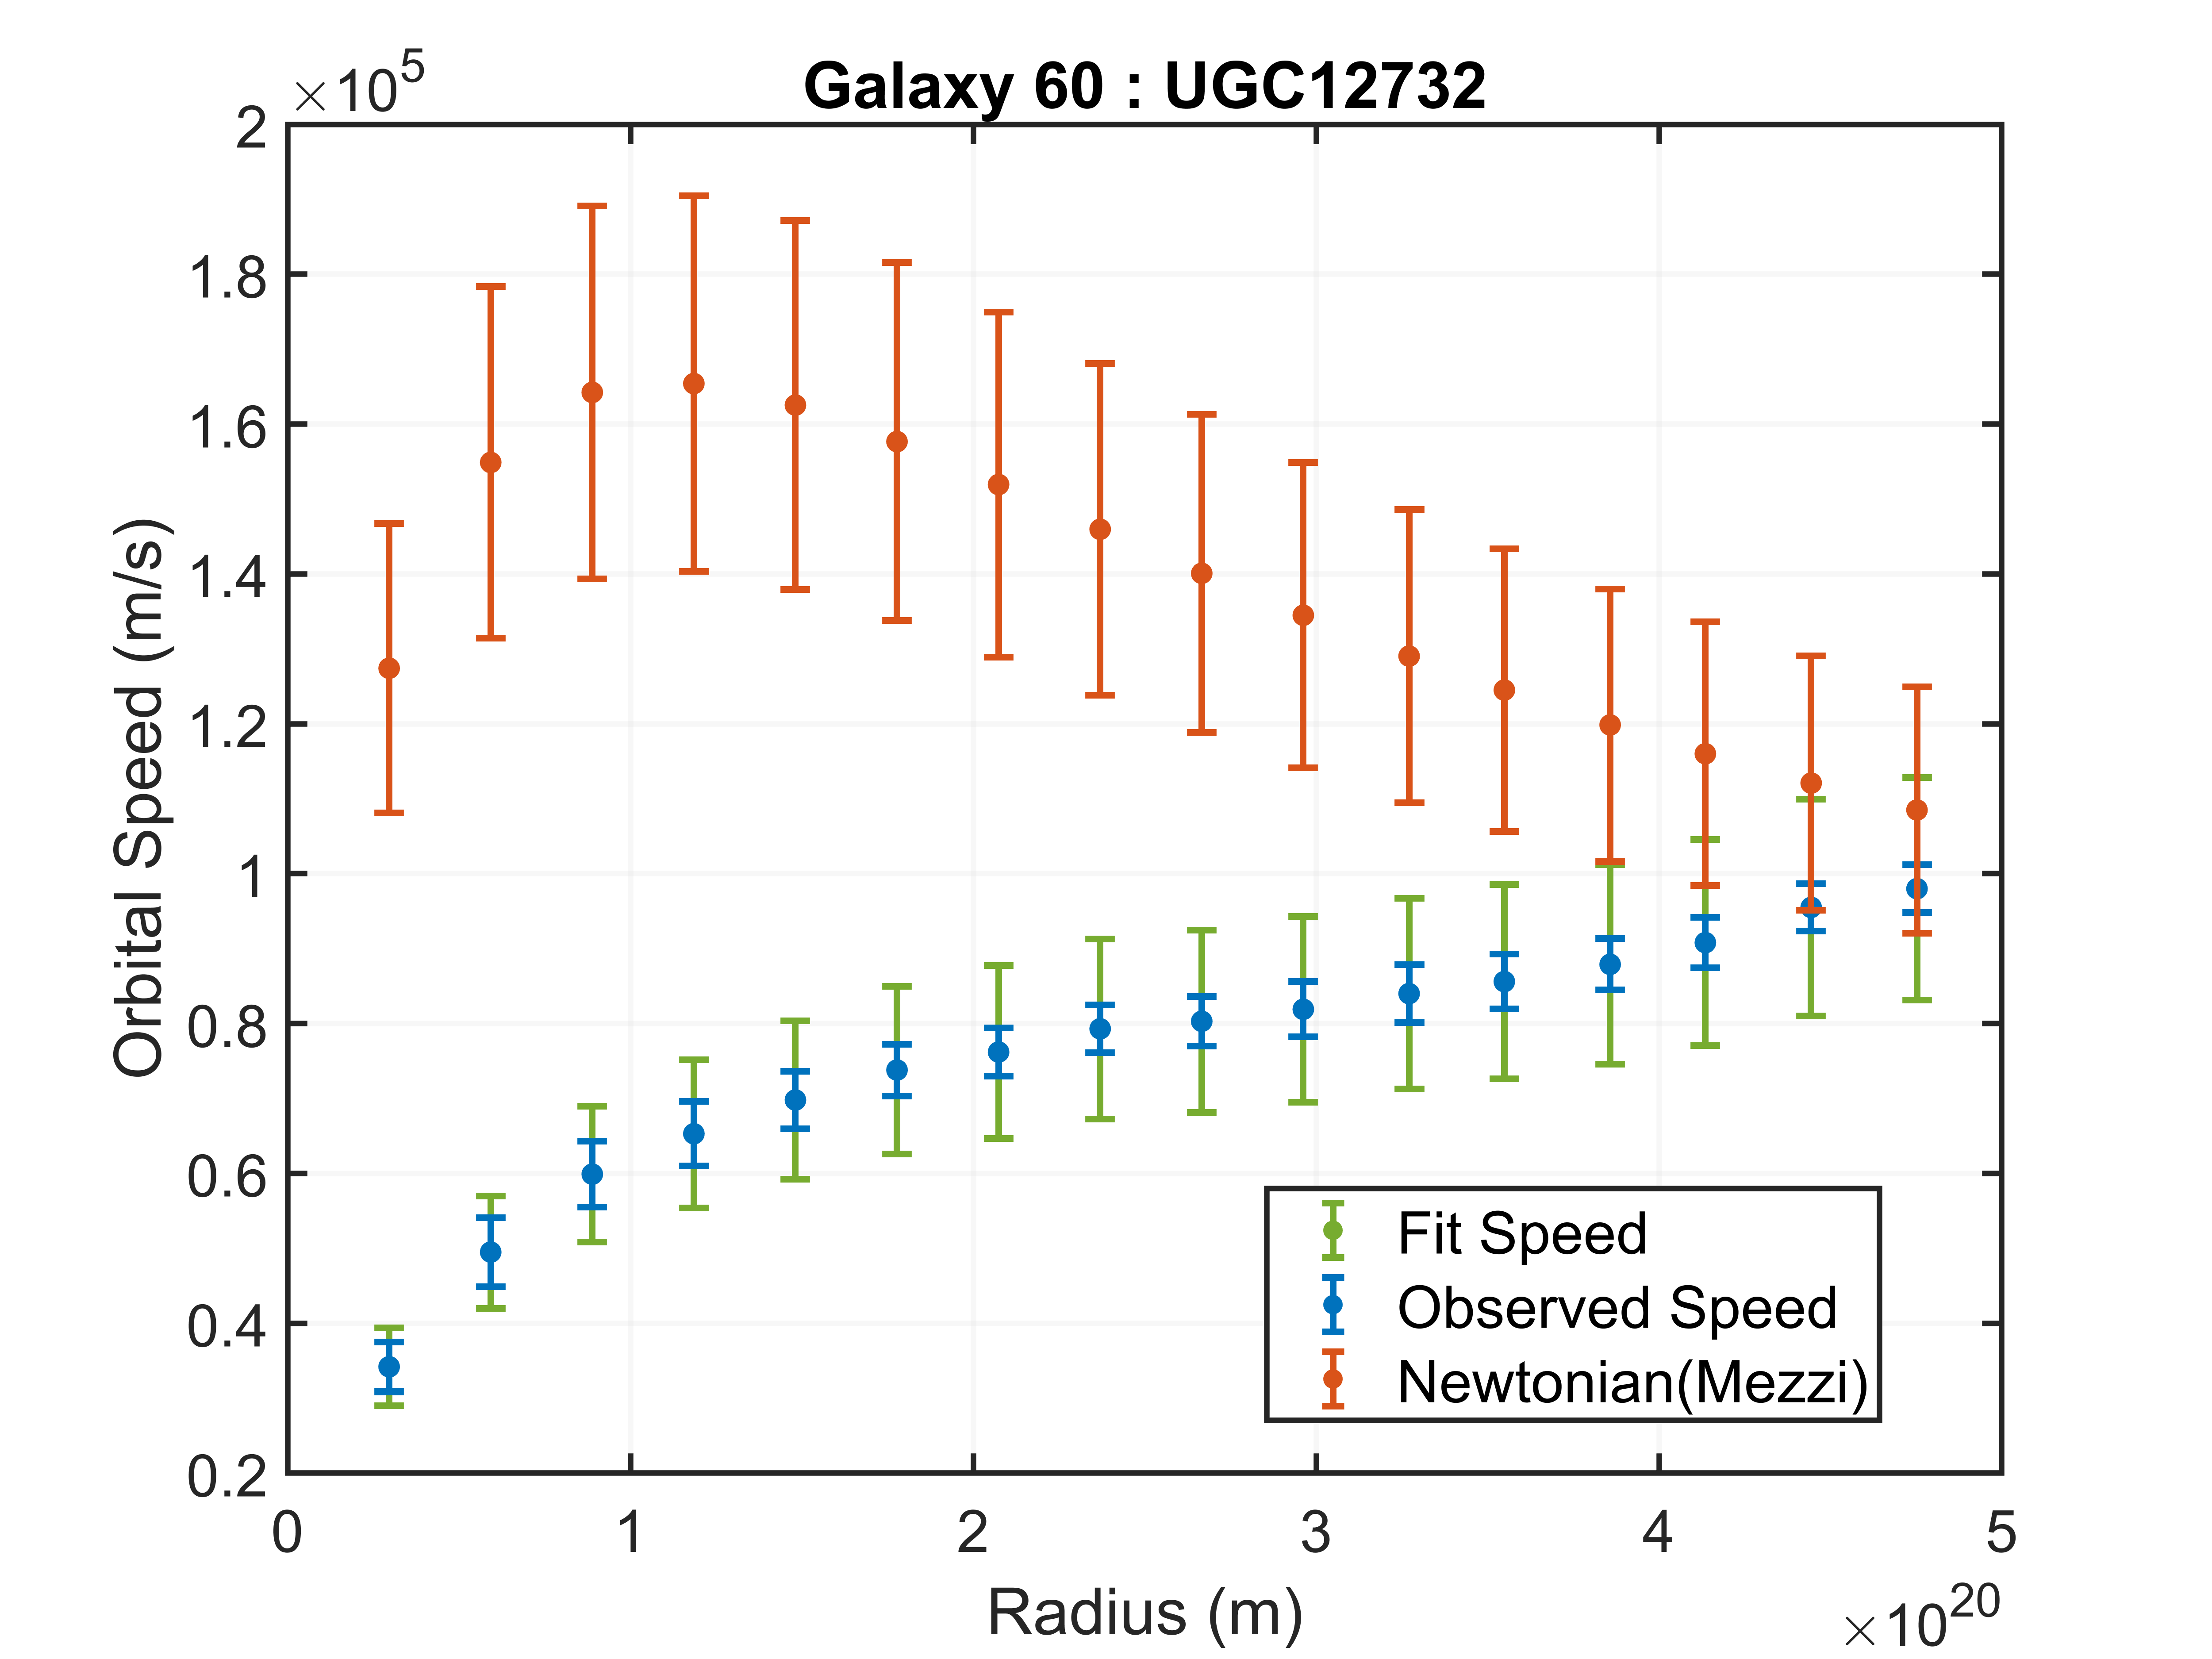 Galaxy 60 : UGC12732
×10^5
2
1.8
1.6
1.4
1.2
1
0.8
0.6
0.4
0.2
Orbital Speed (m/s)
Fit Speed
Observed Speed
Newtonian(Mezzi)
0 1 2 3 4 5
Radius (m)
×10^20